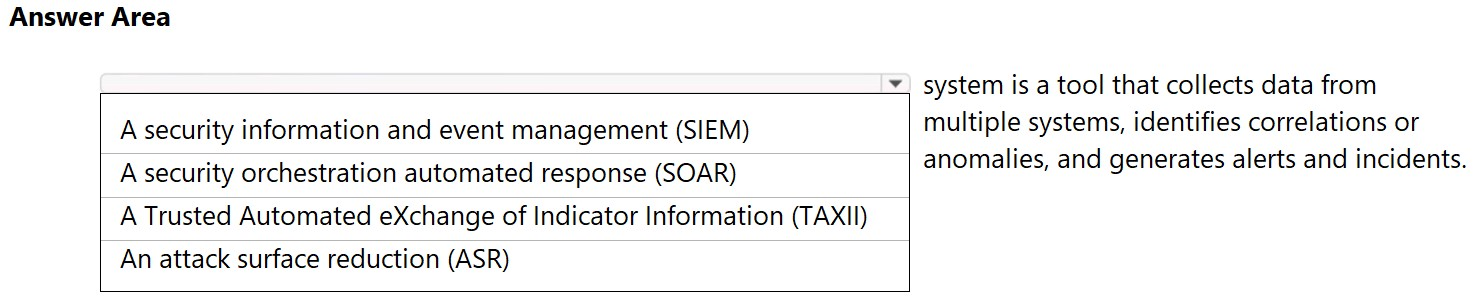 Answer Area
system is a tool that collects data from
multiple systems, identifies correlations or
anomalies, and generates alerts and incidents.
A security information and event management (SIEM)
A security orchestration automated response (SOAR)
A Trusted Automated eXchange of Indicator Information (TAXII)
An attack surface reduction (ASR)